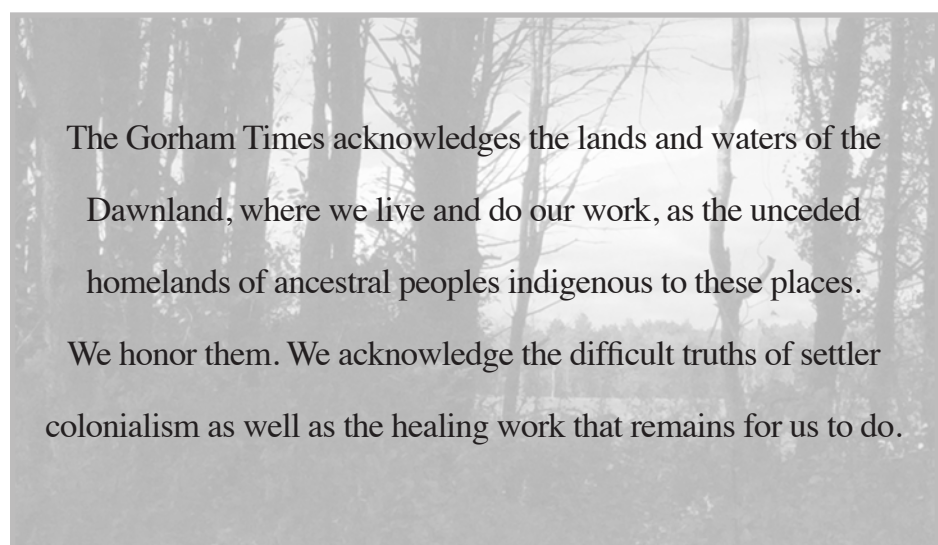 The Gorham Times acknowledges the lands and waters of the
Dawnland, where we live and do our work, as the unceded
homelands of ancestral peoples indigenous to these places.
We honor them. We acknowledge the difficult truths of settler
colonialism as well as the healing work that remains for us to do.